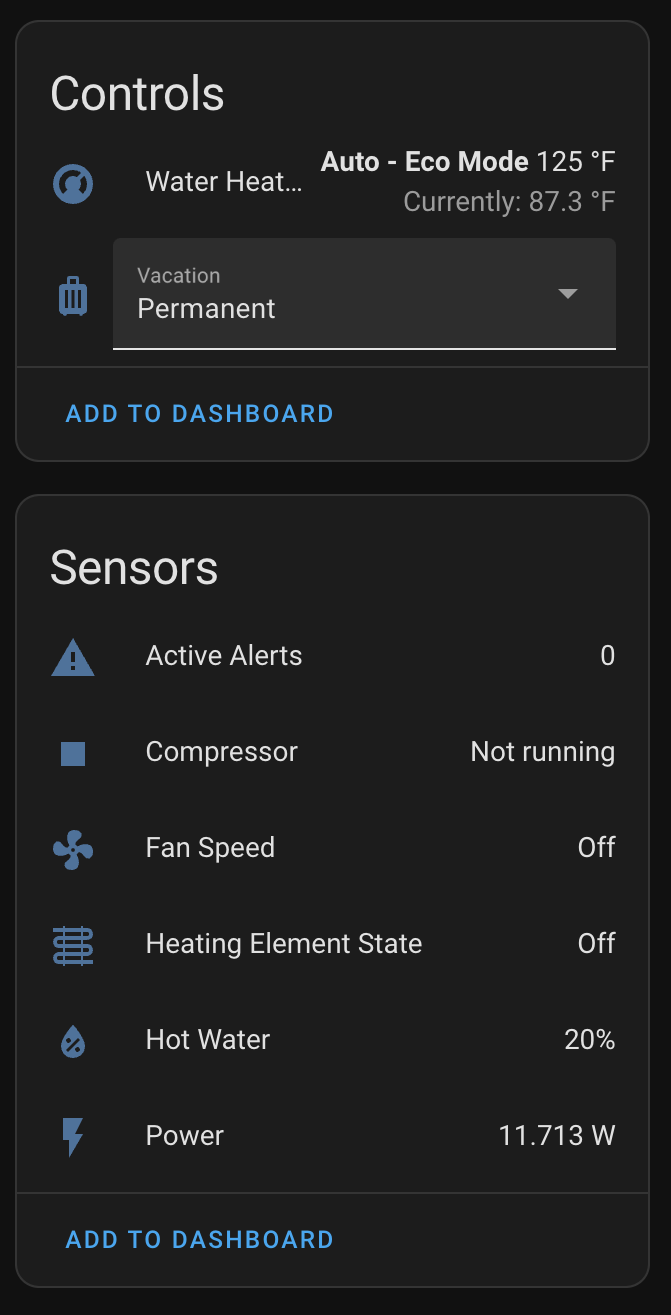 Controls
Water Heat...
Auto - Eco Mode 125 °F
Currently: 87.3 °F
Vacation
Permanent
ADD TO DASHBOARD
Sensors
Active Alerts 0
Compressor Not running
Fan Speed Off
Heating Element State Off
Hot Water 20%
Power 11.713 W
ADD TO DASHBOARD